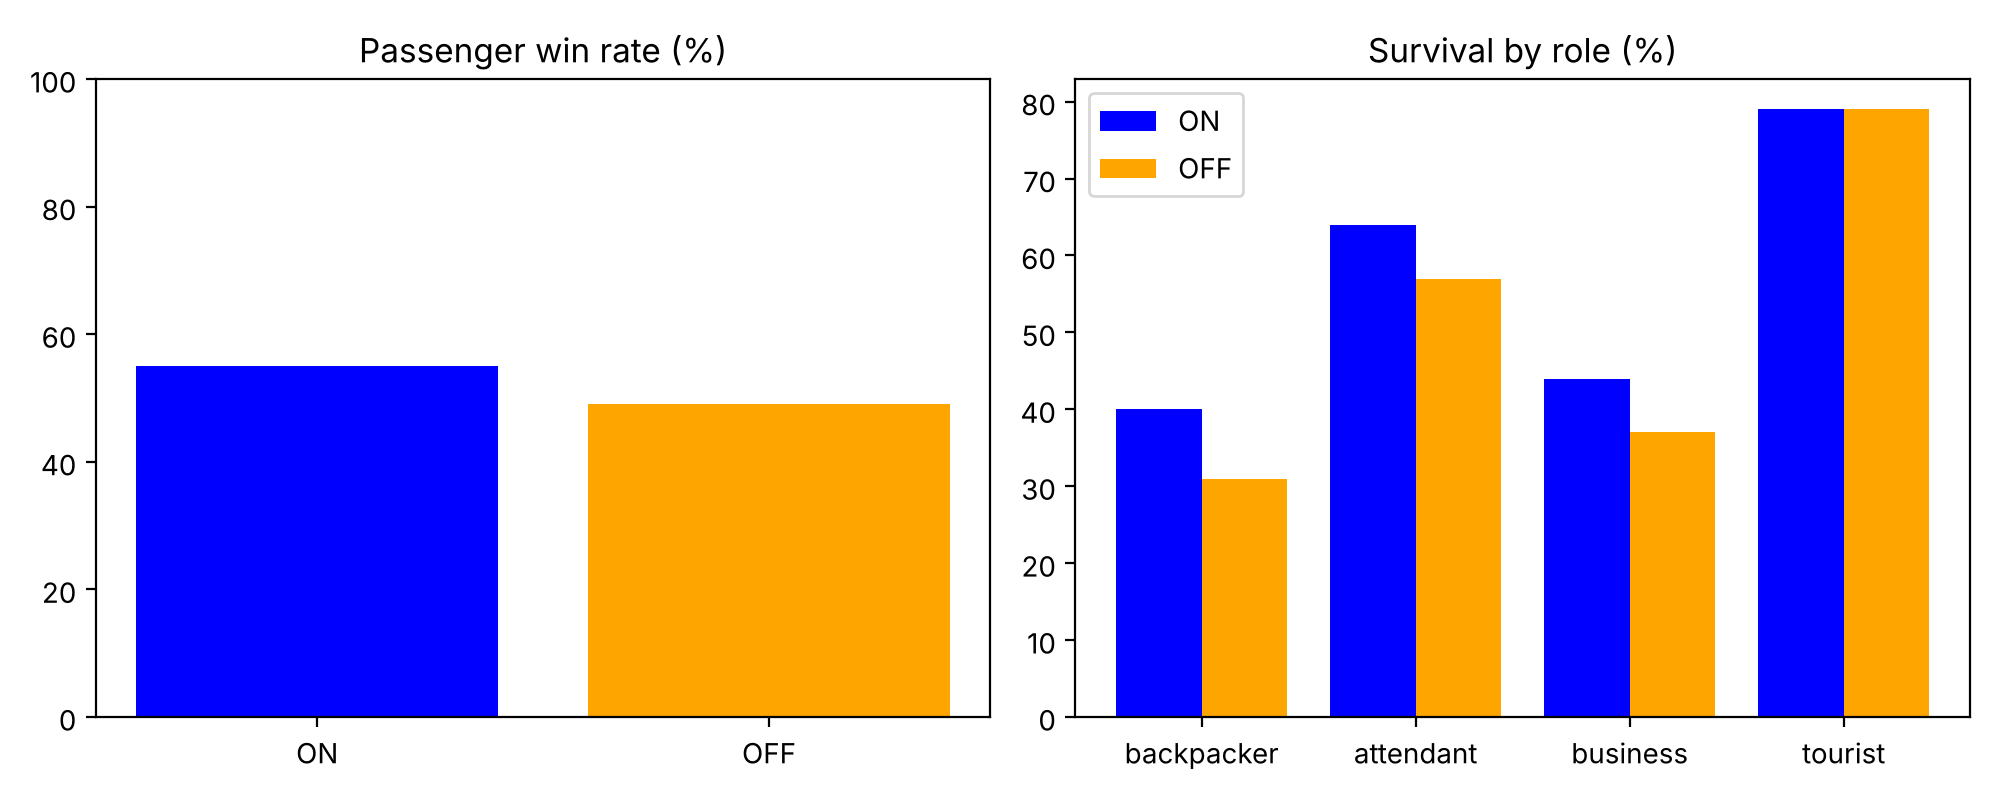 Passenger win rate (%)
100
80
60
40
20
0
ON
OFF
Survival by role (%)
ON
OFF
80
70
60
50
40
30
20
10
0
backpacker
attendant
business
tourist